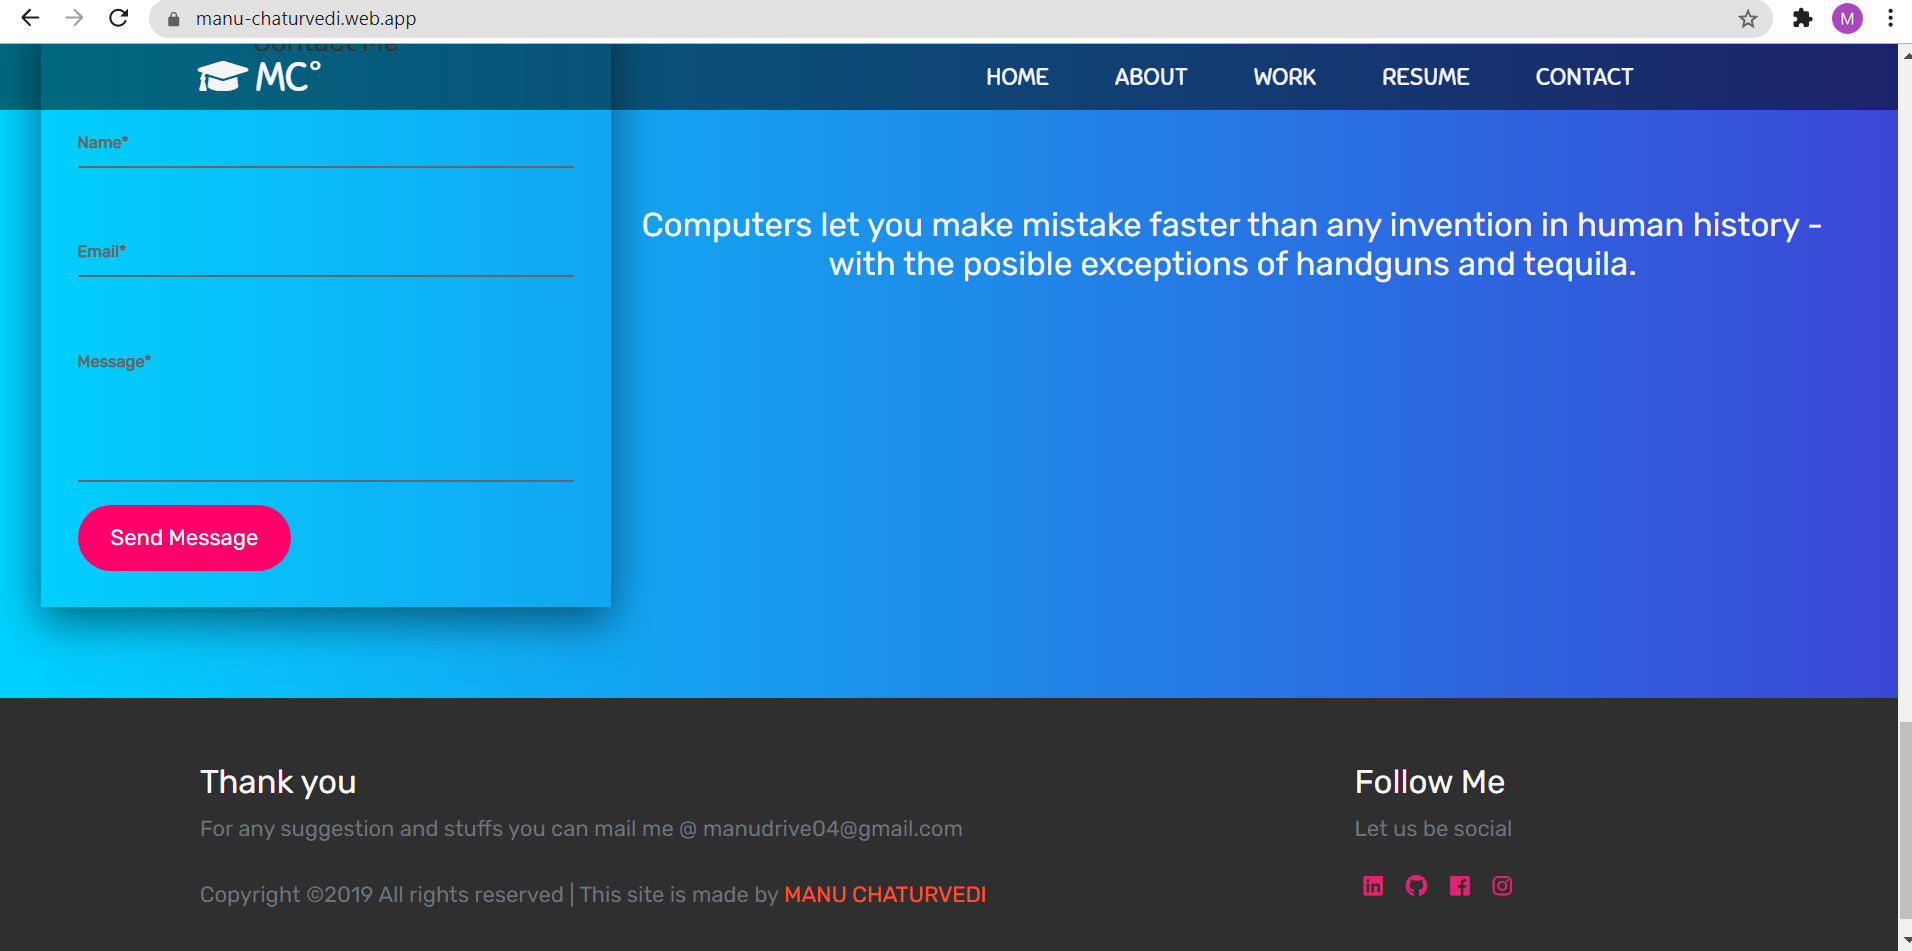 manu-chaturvedi.web.app
M
Contact Me
MC°
HOME ABOUT WORK RESUME CONTACT
Name*
Email*
Message*
Send Message
Computers let you make mistake faster than any invention in human history -
with the posible exceptions of handguns and tequila.
Thank you
For any suggestion and stuffs you can mail me @ manudrive04@gmail.com
Copyright ©2019 All rights reserved | This site is made by MANU CHATURVEDI
Follow Me
Let us be social